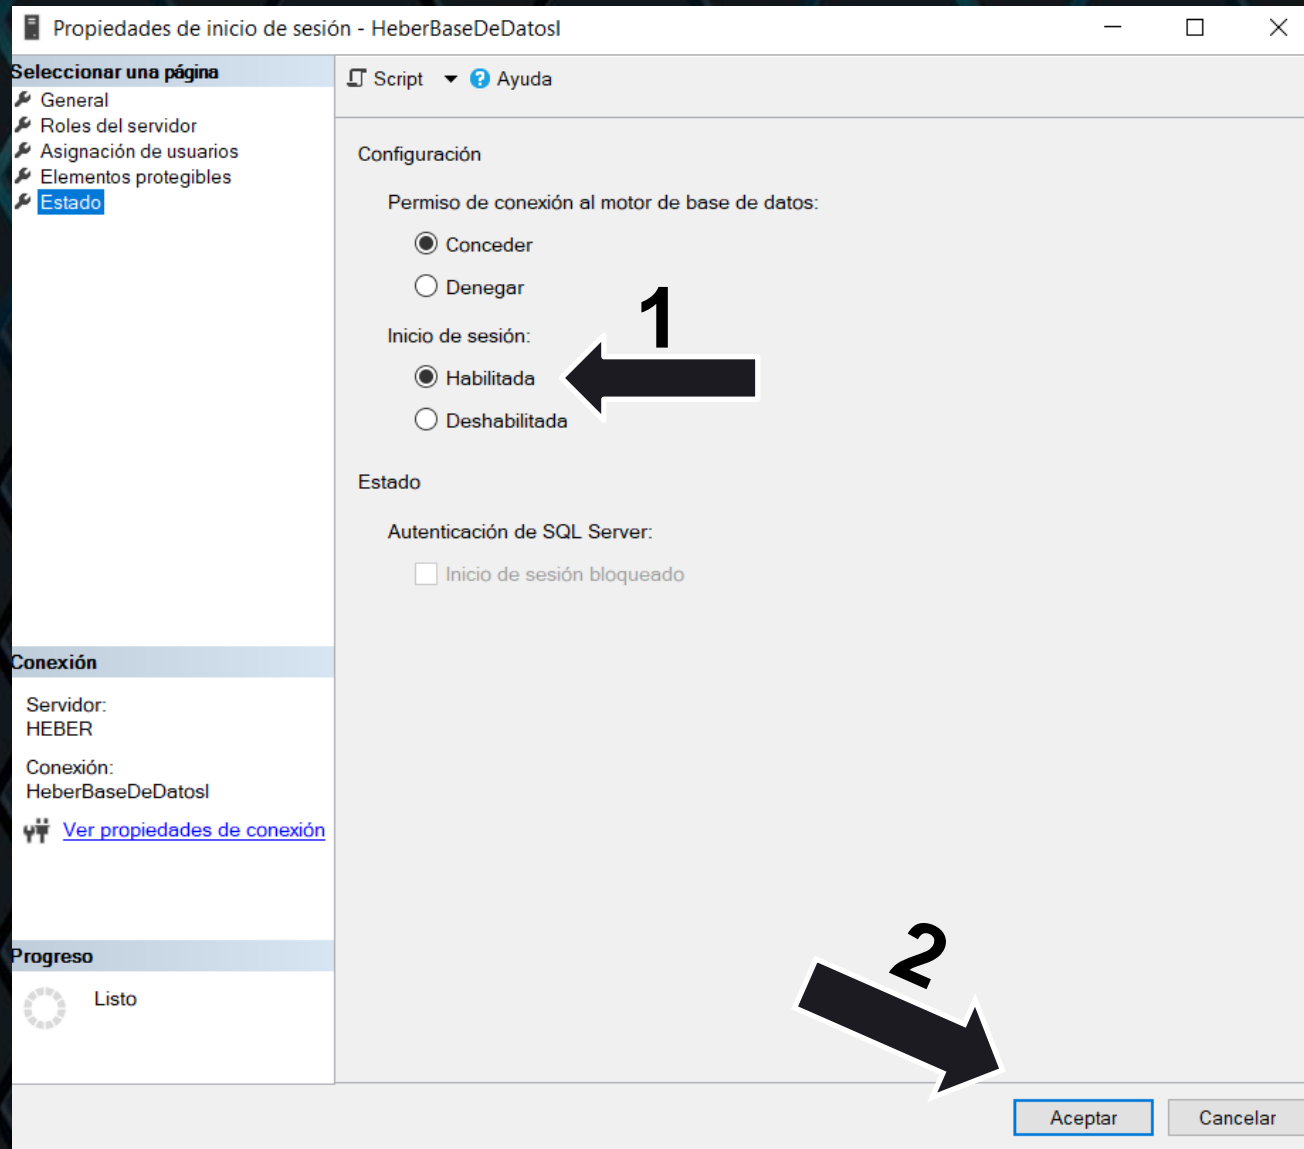 Propiedades de inicio de sesión - HeberBaseDeDatosI
Seleccionar una página
General
Roles del servidor
Asignación de usuarios
Elementos protegibles
Estado
Script
Ayuda
Configuración
Permiso de conexión al motor de base de datos:
Conceder
Denegar
1
Inicio de sesión:
Habilitada
Deshabilitada
Estado
Autenticación de SQL Server:
Inicio de sesión bloqueado
Conexión
Servidor:
HEBER
Conexión:
HeberBaseDeDatosI
Ver propiedades de conexión
Progreso
Listo
2
Aceptar
Cancelar